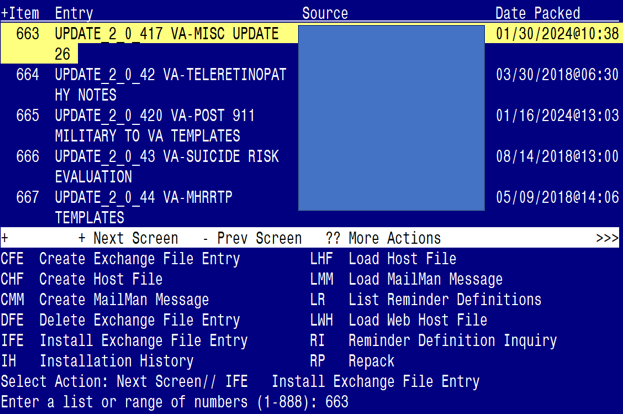 +Item  Entry                          Source                   Date Packed
663  UPDATE_2_0_417 VA-MISC UPDATE 01/30/2024@10:38
26
664  UPDATE_2_0_42 VA-TELERETINOPAT 03/30/2018@06:30
HY NOTES
665  UPDATE_2_0_420 VA-POST 911 01/16/2024@13:03
MILITARY TO VA TEMPLATES
666  UPDATE_2_0_43 VA-SUICIDE RISK 08/14/2018@13:00
EVALUATION
667  UPDATE_2_0_44 VA-MHRRTP 05/09/2018@14:06
TEMPLATES
+         + Next Screen   - Prev Screen   ?? More Actions                   >>>
CFE  Create Exchange File Entry         LHF  Load Host File
CHF  Create Host File                   LMM  Load MailMan Message
CMM  Create MailMan Message             LR   List Reminder Definitions
DFE  Delete Exchange File Entry         LWH  Load Web Host File
IFE  Install Exchange File Entry        RI   Reminder Definition Inquiry
IH   Installation History               RP   Repack
Select Action: Next Screen// IFE   Install Exchange File Entry
Enter a list or range of numbers (1-888): 663